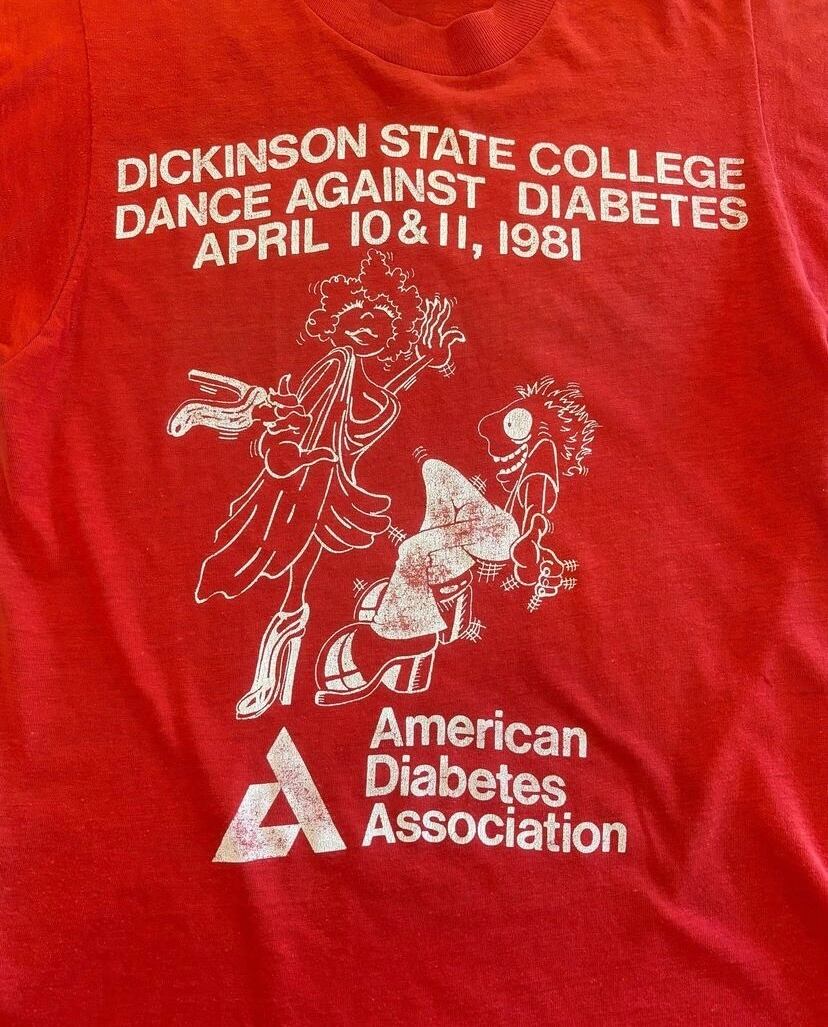 DICKINSON STATE COLLEGE
DANCE AGAINST DIABETES
APRIL 10 & 11, 1981
American
Diabetes
Association